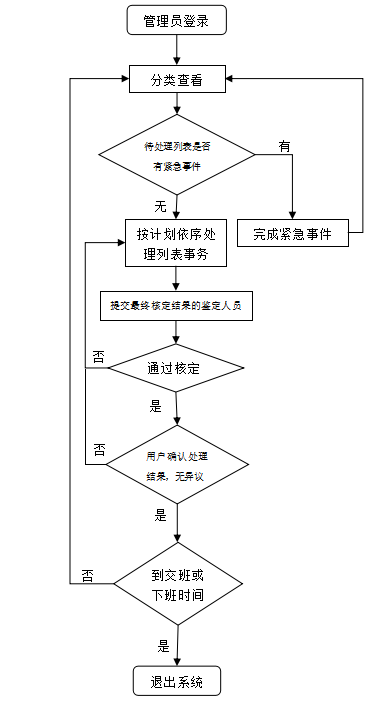 管理员登录
分类查看
待处理列表是否
有紧急事件
有
无
按计划依序处
理列表事务
完成紧急事件
提交最终核定结果的鉴定人员
否
通过核定
是
否
用户确认处理
结果，无异议
是
否
到交班或
下班时间
是
退出系统